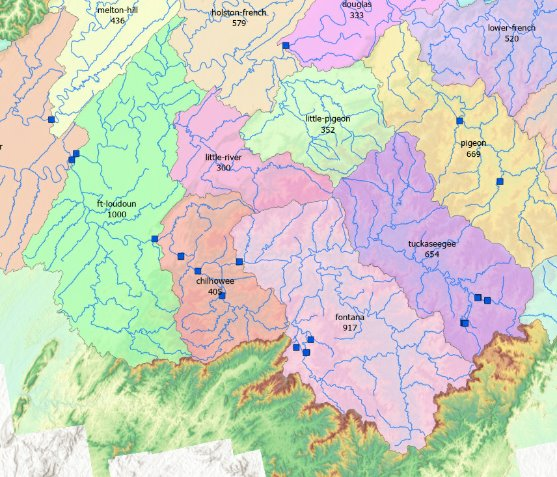 melton-hill
436
holston-french
579
douglas
333
lower-french
520
little-pigeon
352
pigeon
669
little-river
300
ft-loudoun
1000
tuckaseegee
654
chilhowee
405
fontana
917
r